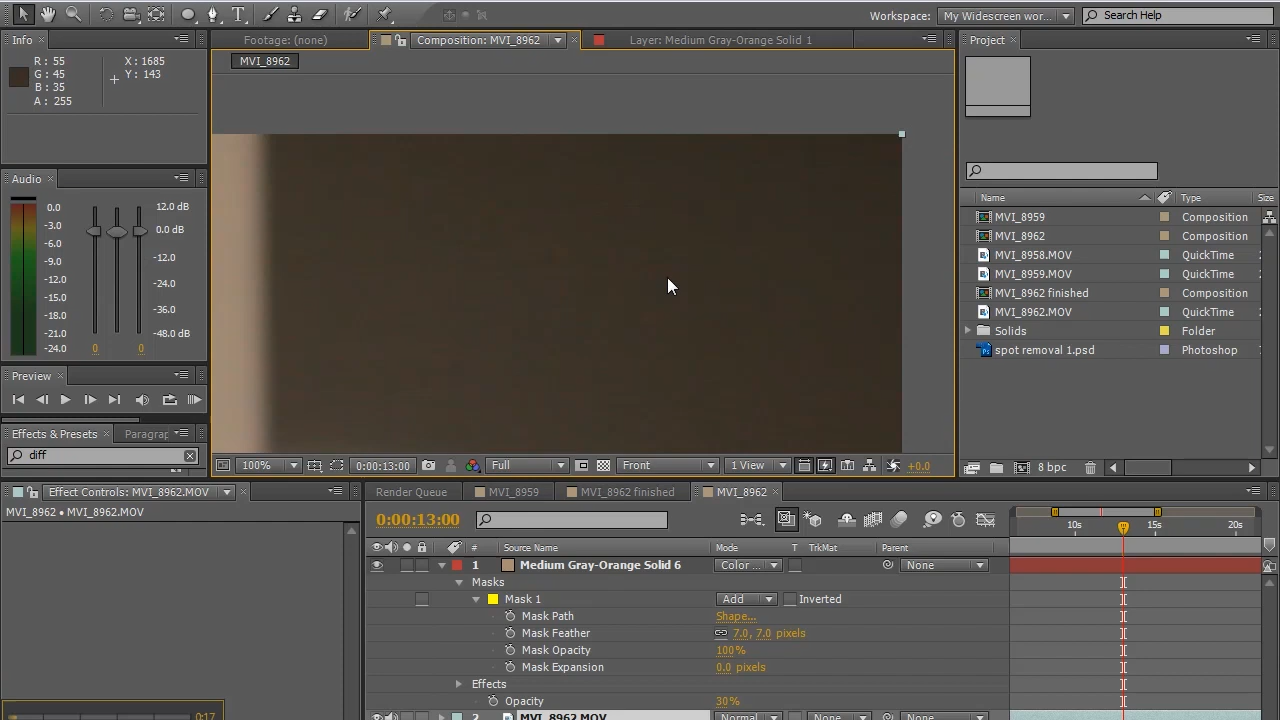 Workspace: My Widescreen wor... Search Help
Info Footage: (none) Composition: MVI_8962 Layer: Medium Gray-Orange Solid 1 Project
MVI_8962
R: 55 X: 1685
G: 45 Y: 143
B: 35
A: 255
Audio
0.0 12.0 dB
-3.0 0.0 dB
-6.0
-9.0 -12.0
-12.0
-15.0 -24.0
-18.0 -36.0
-21.0
-24.0 -48.0 dB
0 0
Preview
Effects & Presets Paragrap
diff
Name Type Size
MVI_8959 Composition
MVI_8962 Composition
MVI_8958.MOV QuickTime
MVI_8959.MOV QuickTime
MVI_8962 finished Composition
MVI_8962.MOV QuickTime
Solids Folder
spot removal 1.psd Photoshop
100% 0:00:13:00 Full Front 1 View +0.0 8 bpc
Effect Controls: MVI_8962.MOV Render Queue MVI_8959 MVI_8962 finished MVI_8962
MVI_8962 • MVI_8962.MOV
0:00:13:00 10s 15s 20s
# Source Name Mode T TrkMat Parent
1 Medium Gray-Orange Solid 6 Color ... None
Masks
Mask 1 Add Inverted
Mask Path Shape...
Mask Feather 7.0, 7.0 pixels
Mask Opacity 100%
Mask Expansion 0.0 pixels
Effects
Opacity 30%
2 MVI_8962.MOV Normal None None
0:17